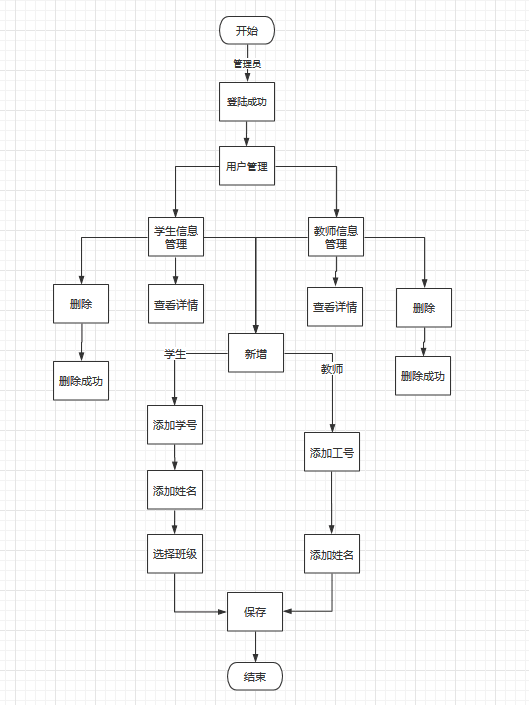 开始
管理员
登陆成功
用户管理
学生信息
管理
教师信息
管理
删除
查看详情
查看详情
删除
新增
学生
教师
删除成功
删除成功
添加学号
添加工号
添加姓名
选择班级
添加姓名
保存
结束